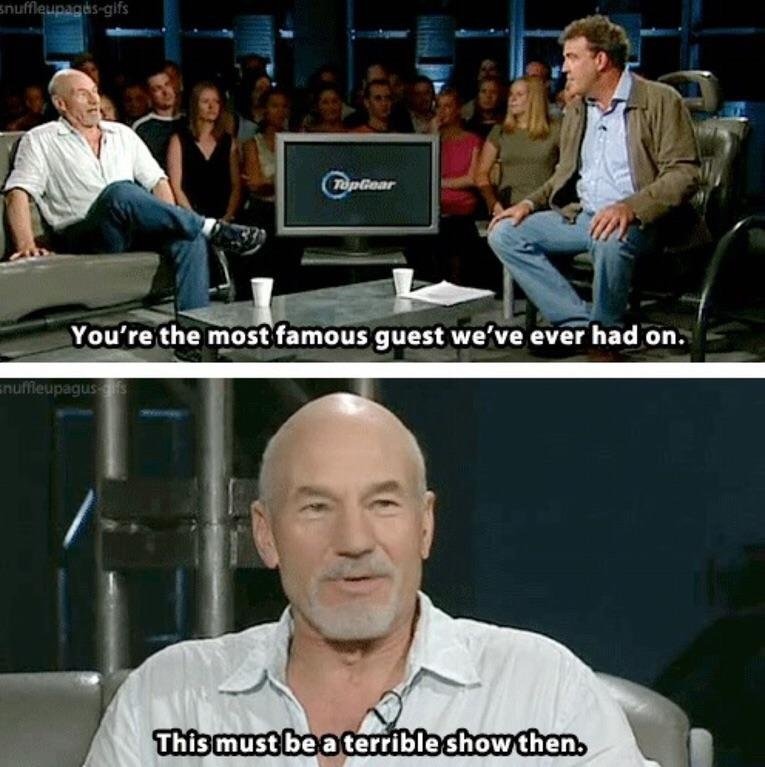 snuffleupagus-gifs
TopGear
You're the most famous guest we've ever had on.
snuffleupagus-gifs
This must be a terrible show then.